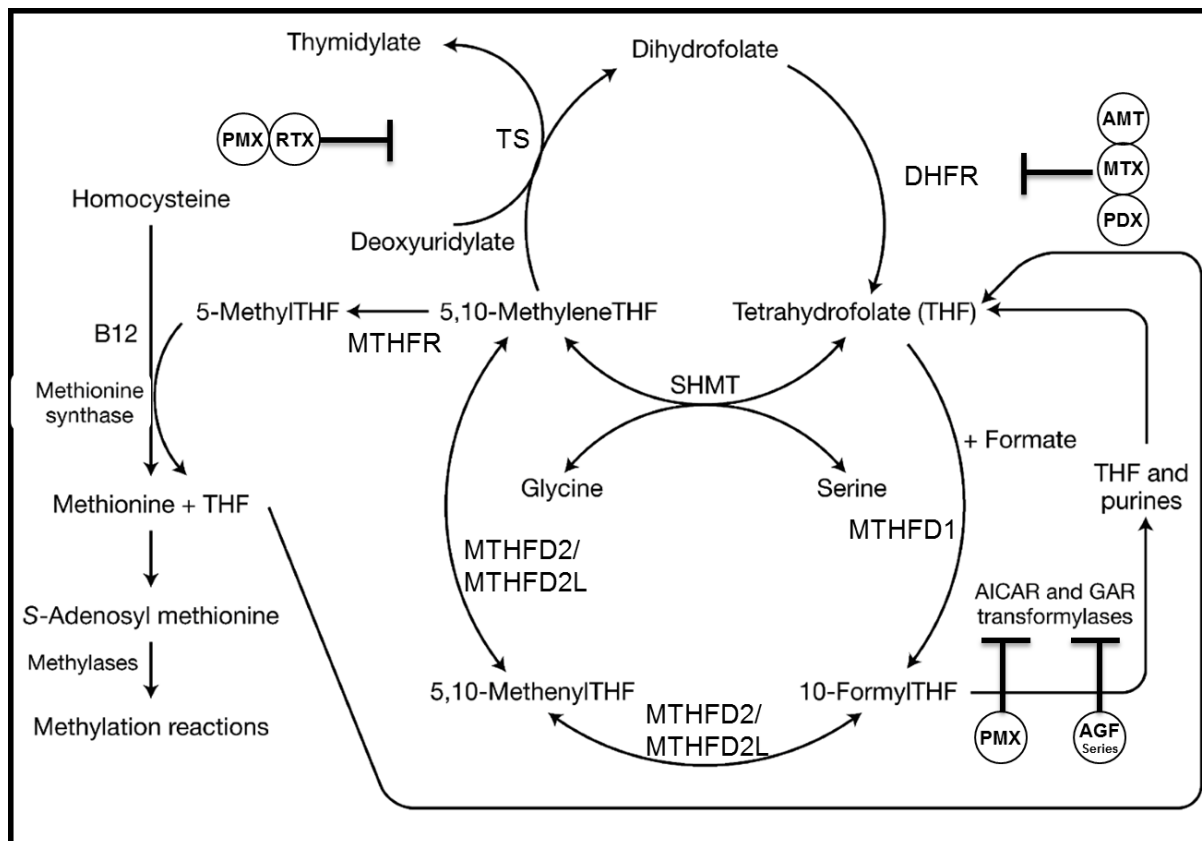 Thymidylate
Dihydrofolate
PMX
RTX
TS
AMT
MTX
PDX
DHFR
Homocysteine
Deoxyuridylate
5-MethylTHF
5,10-MethyleneTHF
Tetrahydrofolate (THF)
MTHFR
B12
SHMT
Methionine
synthase
+ Formate
Glycine
Serine
THF and
purines
Methionine + THF
MTHFD1
MTHFD2/
MTHFD2L
AICAR and GAR
transformylases
S-Adenosyl methionine
Methylases
5,10-MethenylTHF
10-FormylTHF
Methylation reactions
MTHFD2/
MTHFD2L
PMX
AGF
Series